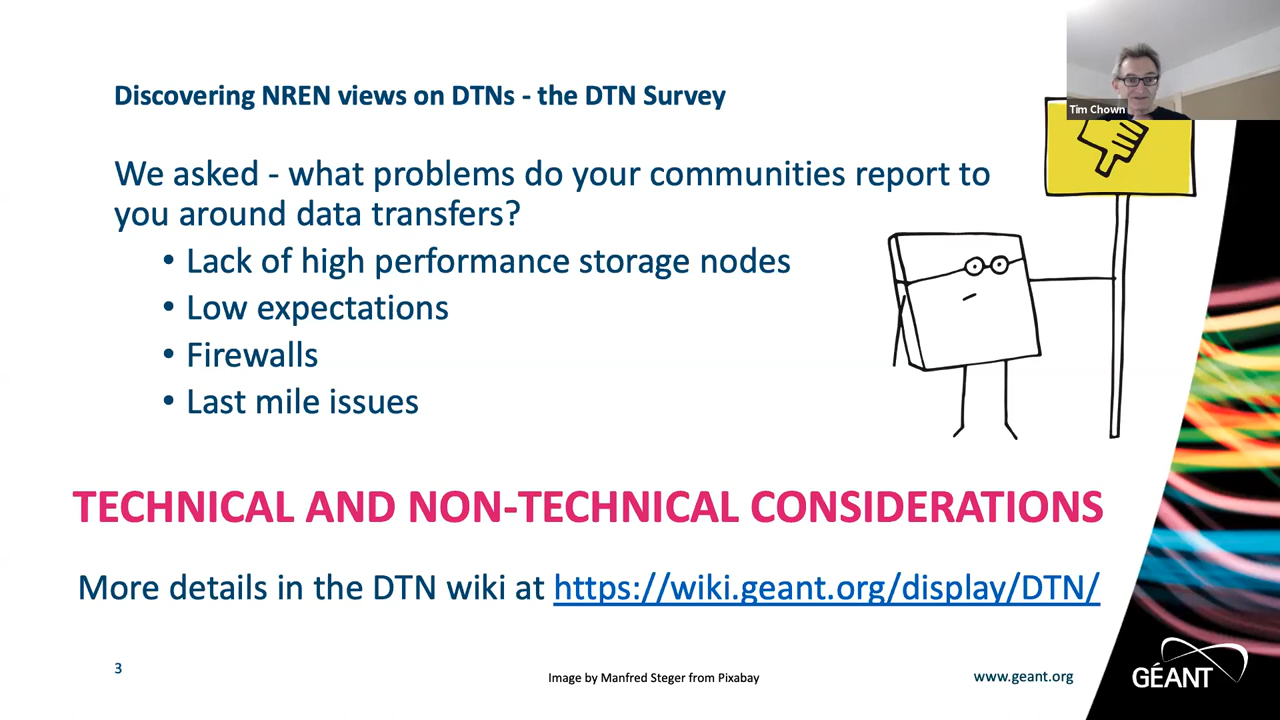 Discovering NREN views on DTNs - the DTN Survey
Tim Chown
We asked - what problems do your communities report to
you around data transfers?
• Lack of high performance storage nodes
• Low expectations
• Firewalls
• Last mile issues
TECHNICAL AND NON-TECHNICAL CONSIDERATIONS
More details in the DTN wiki at https://wiki.geant.org/display/DTN/
3
Image by Manfred Steger from Pixabay
www.geant.org
GÉANT